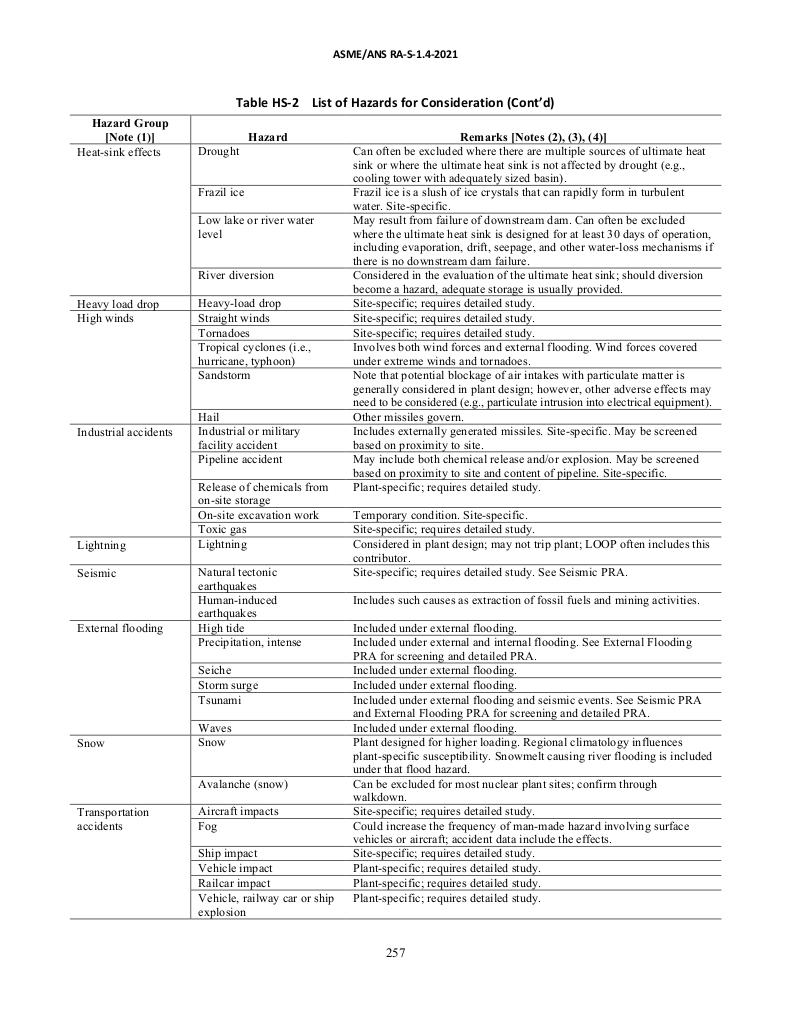 ASME/ANS RA-S-1.4-2021
Table HS-2 List of Hazards for Consideration (Cont'd)
Hazard Group
[Note (1)] Hazard Remarks [Notes (2), (3), (4)]
Heat-sink effects Drought Can often be excluded where there are multiple sources of ultimate heat
sink or where the ultimate heat sink is not affected by drought (e.g.,
cooling tower with adequately sized basin).
Frazil ice Frazil ice is a slush of ice crystals that can rapidly form in turbulent
water. Site-specific.
Low lake or river water May result from failure of downstream dam. Can often be excluded
level where the ultimate heat sink is designed for at least 30 days of operation,
including evaporation, drift, seepage, and other water-loss mechanisms if
there is no downstream dam failure.
River diversion Considered in the evaluation of the ultimate heat sink; should diversion
become a hazard, adequate storage is usually provided.
Heavy load drop Heavy-load drop Site-specific; requires detailed study.
High winds Straight winds Site-specific; requires detailed study.
Tornadoes Site-specific; requires detailed study.
Tropical cyclones (i.e., Involves both wind forces and external flooding. Wind forces covered
hurricane, typhoon) under extreme winds and tornadoes.
Sandstorm Note that potential blockage of air intakes with particulate matter is
generally considered in plant design; however, other adverse effects may
need to be considered (e.g., particulate intrusion into electrical equipment).
Hail Other missiles govern.
Industrial accidents Industrial or military Includes externally generated missiles. Site-specific. May be screened
facility accident based on proximity to site.
Pipeline accident May include both chemical release and/or explosion. May be screened
based on proximity to site and content of pipeline. Site-specific.
Release of chemicals from Plant-specific; requires detailed study.
on-site storage
On-site excavation work Temporary condition. Site-specific.
Toxic gas Site-specific; requires detailed study.
Lightning Lightning Considered in plant design; may not trip plant; LOOP often includes this
contributor.
Seismic Natural tectonic Site-specific; requires detailed study. See Seismic PRA.
earthquakes
Human-induced Includes such causes as extraction of fossil fuels and mining activities.
earthquakes
External flooding High tide Included under external flooding.
Precipitation, intense Included under external and internal flooding. See External Flooding
PRA for screening and detailed PRA.
Seiche Included under external flooding.
Storm surge Included under external flooding.
Tsunami Included under external flooding and seismic events. See Seismic PRA
and External Flooding PRA for screening and detailed PRA.
Waves Included under external flooding.
Snow Snow Plant designed for higher loading. Regional climatology influences
plant-specific susceptibility. Snowmelt causing river flooding is included
under that flood hazard.
Avalanche (snow) Can be excluded for most nuclear plant sites; confirm through
walkdown.
Transportation Aircraft impacts Site-specific; requires detailed study.
accidents Fog Could increase the frequency of man-made hazard involving surface
vehicles or aircraft; accident data include the effects.
Ship impact Site-specific; requires detailed study.
Vehicle impact Plant-specific; requires detailed study.
Railcar impact Plant-specific; requires detailed study.
Vehicle, railway car or ship Plant-specific; requires detailed study.
explosion
257